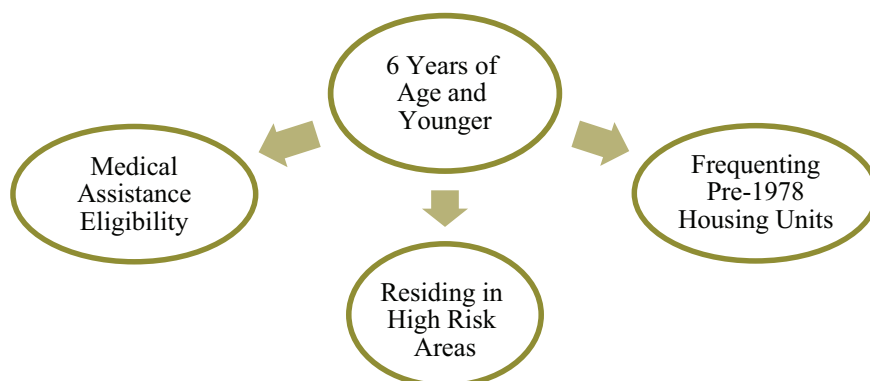 6 Years of
Age and
Younger
Medical
Assistance
Eligibility
Frequenting
Pre-1978
Housing Units
Residing in
High Risk
Areas